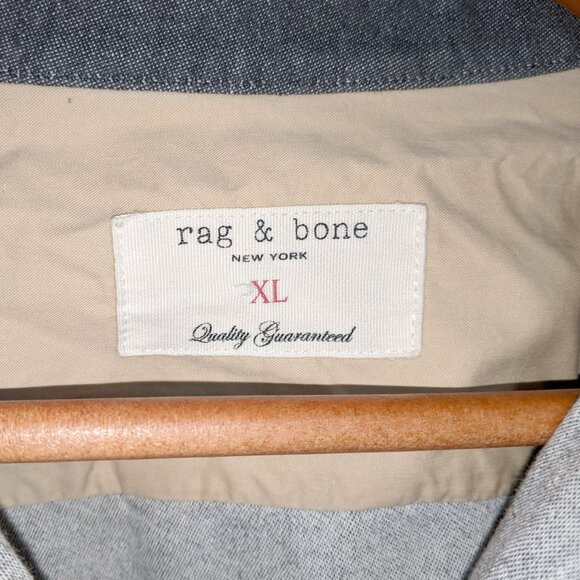 rag & bone
NEW YORK
XL
Quality Guaranteed